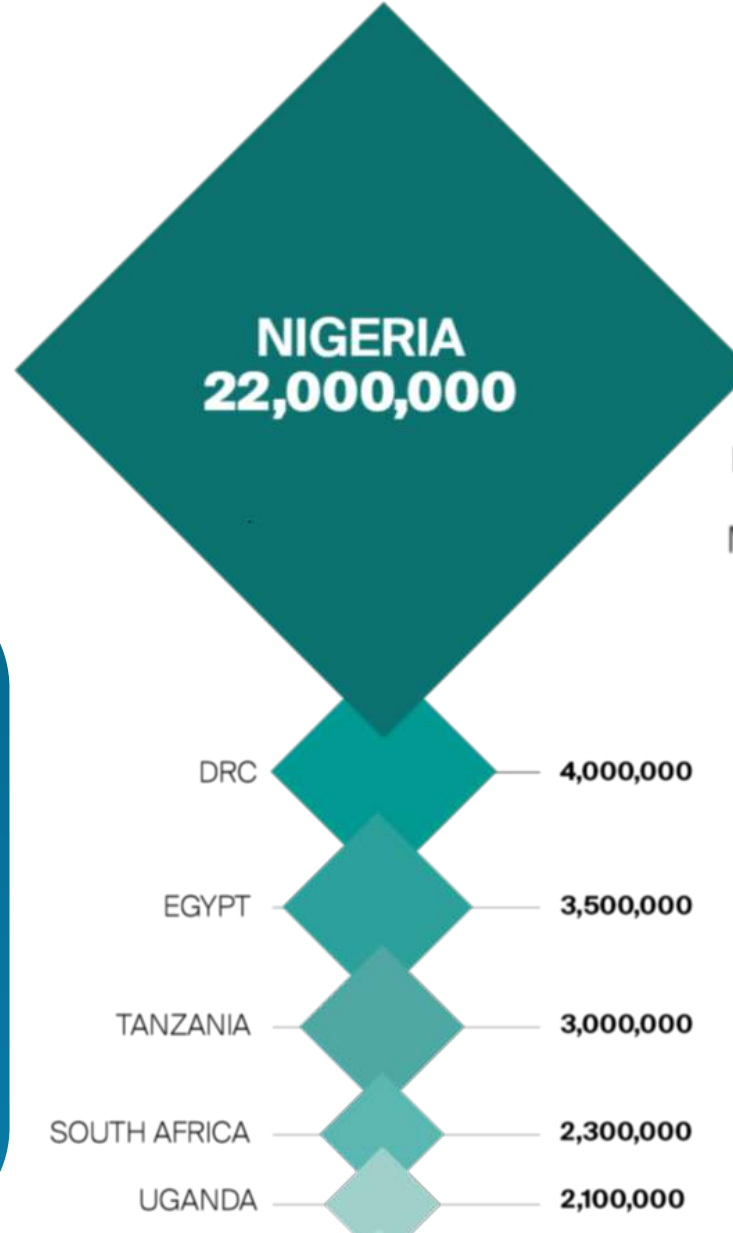 NIGERIA
22,000,000
DRC 4,000,000
EGYPT 3,500,000
TANZANIA 3,000,000
SOUTH AFRICA 2,300,000
UGANDA 2,100,000